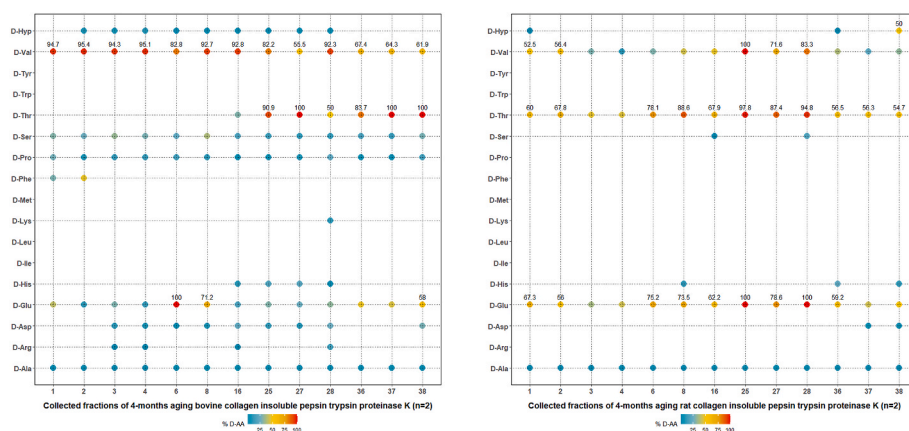 D-Hyp
94.7 95.4 94.3 95.1 82.8 92.7 92.8 82.2 55.5 92.3 67.4 64.3 61.9
D-Val
D-Tyr
D-Trp
90.9 100 50 83.7 100 100
D-Thr
D-Ser
D-Pro
D-Phe
D-Met
D-Lys
D-Leu
D-Ile
D-His
100 71.2 58
D-Glu
D-Asp
D-Arg
D-Ala
1 2 3 4 6 8 16 25 27 28 36 37 38
Collected fractions of 4-months aging bovine collagen insoluble pepsin trypsin proteinase K (n=2)
% D-AA
25 50 75 100
50
D-Hyp
52.5 56.4 100 71.6 83.3
D-Val
D-Tyr
D-Trp
60 67.8 78.1 88.6 67.9 97.8 87.4 94.8 56.5 56.3 54.7
D-Thr
D-Ser
D-Pro
D-Phe
D-Met
D-Lys
D-Leu
D-Ile
D-His
67.3 56 75.2 73.5 62.2 100 78.6 100 59.2
D-Glu
D-Asp
D-Arg
D-Ala
1 2 3 4 6 8 16 25 27 28 36 37 38
Collected fractions of 4-months aging rat collagen insoluble pepsin trypsin proteinase K (n=2)
% D-AA
25 50 75 100